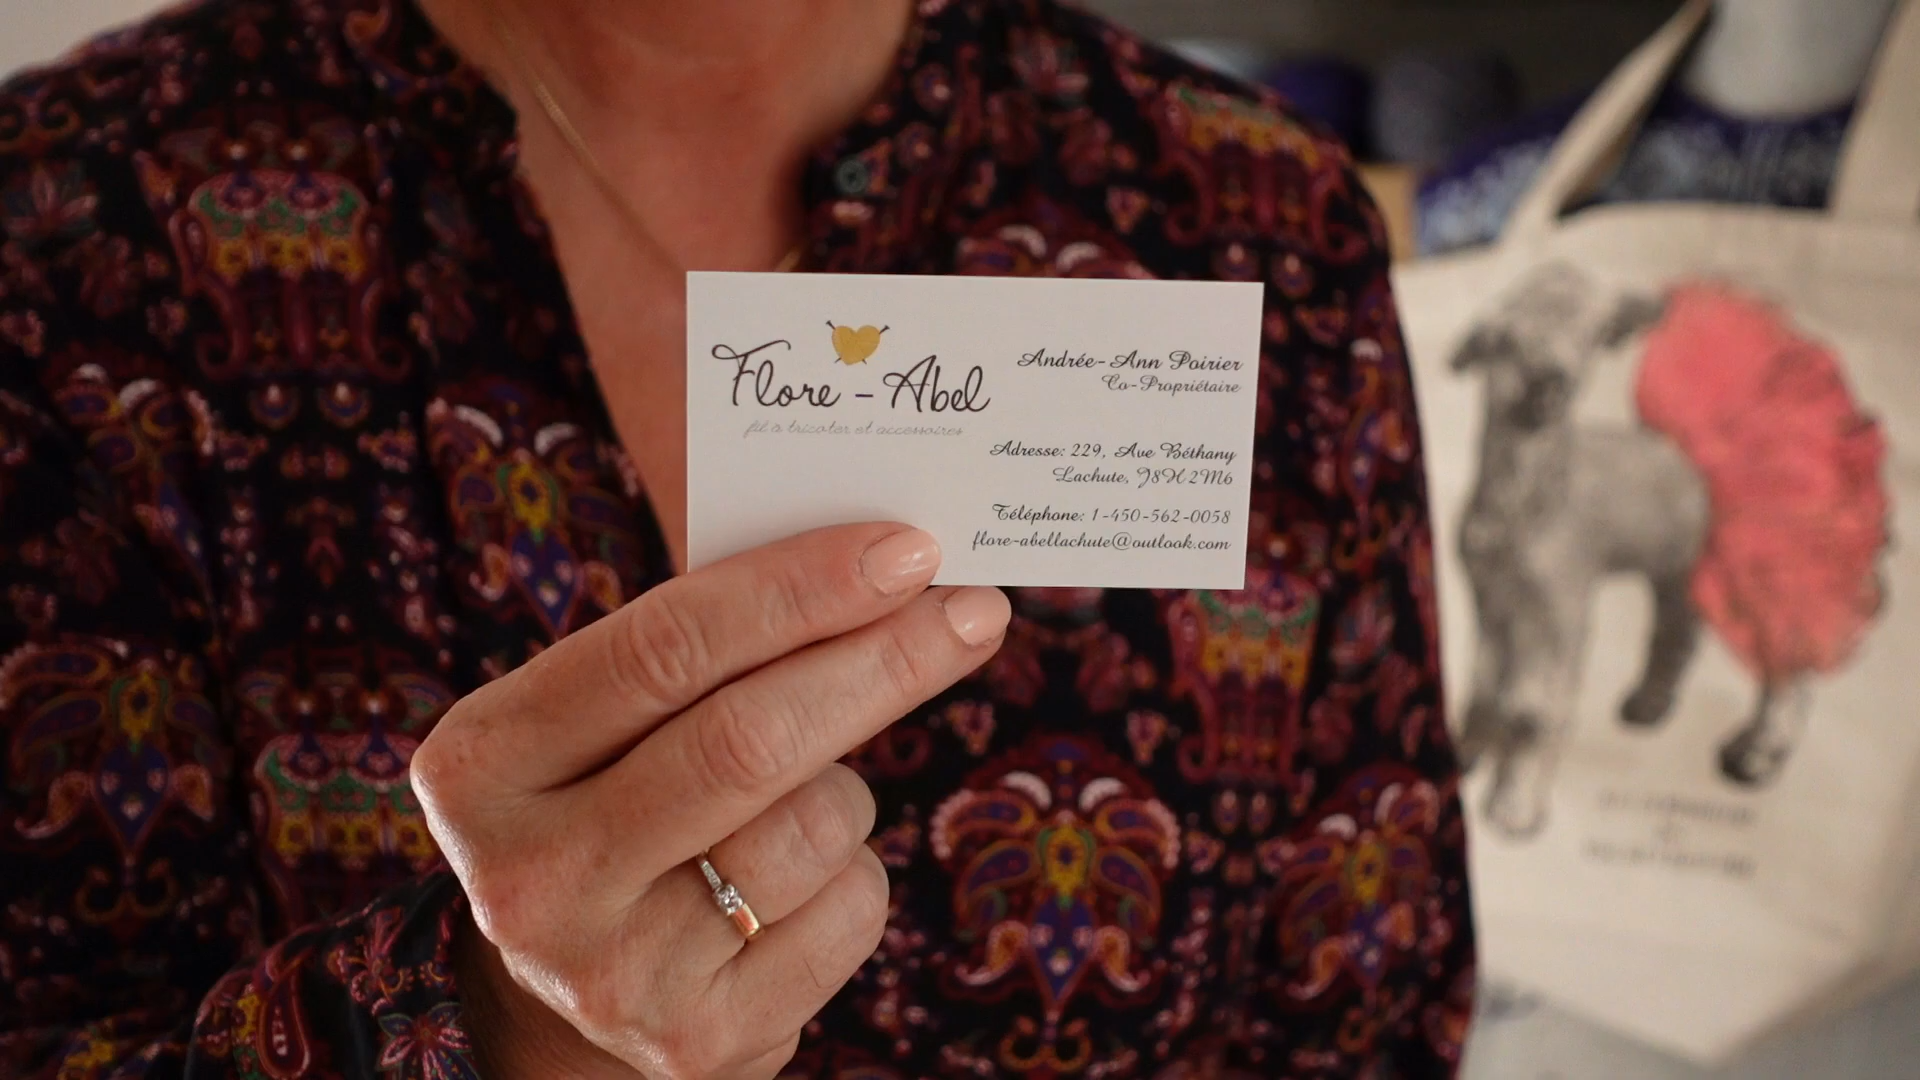 Flore - Abel
fil à tricoter et accessoires
Andrée-Ann Poirier
Co-Propriétaire
Adresse: 229, Ave Béthany
Lachute, J8H 2M6
Téléphone: 1-450-562-0058
flore-abellachute@outlook.com